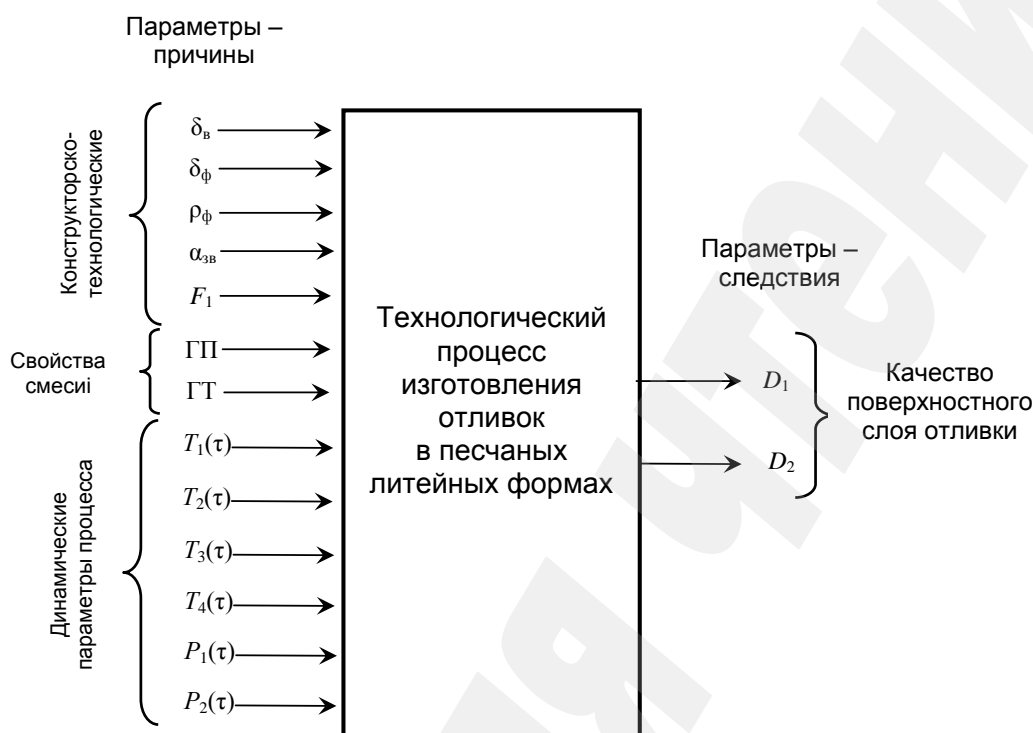 Параметры –
причины
Конструкторско-
технологические
δв
δф
ρф
αзв
F1
Свойства
смесиі
ГП
ГТ
Динамические
параметры процесса
T1(τ)
T2(τ)
T3(τ)
T4(τ)
P1(τ)
P2(τ)
Технологический
процесс
изготовления
отливок
в песчаных
литейных формах
Параметры –
следствия
D1
D2
Качество
поверхностного
слоя отливки